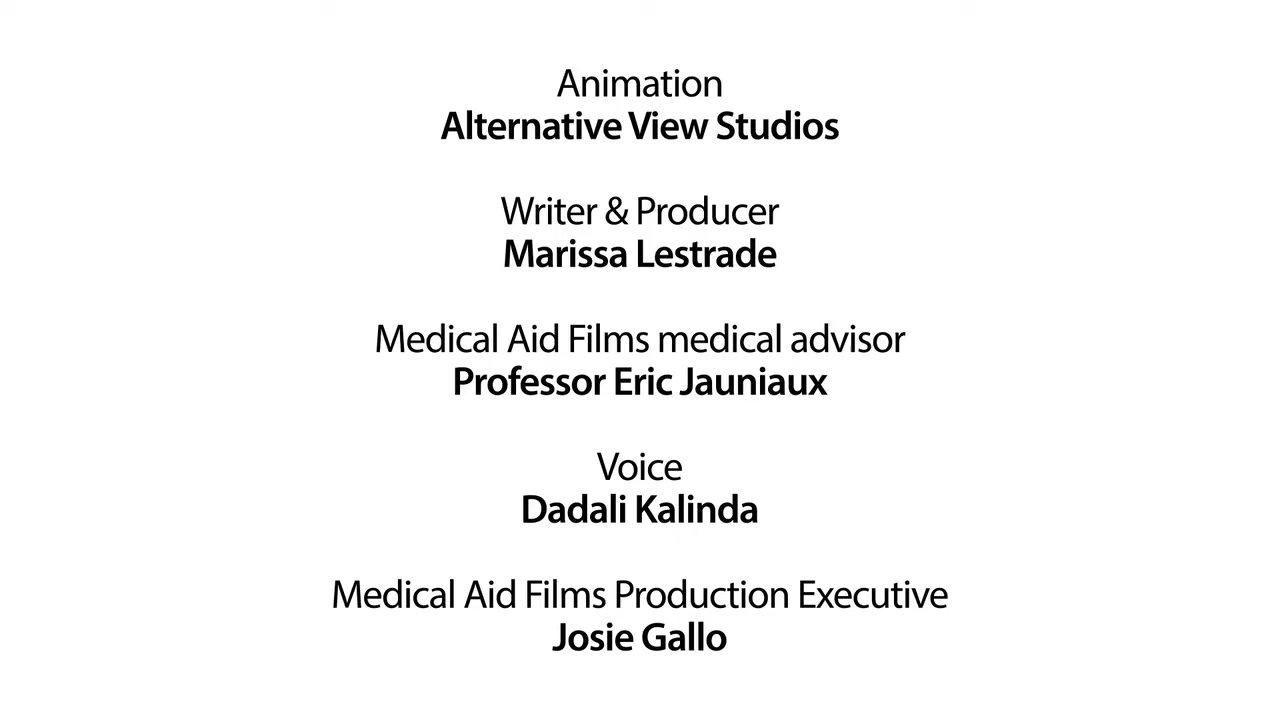 Animation
Alternative View Studios
Writer & Producer
Marissa Lestrade
Medical Aid Films medical advisor
Professor Eric Jauniaux
Voice
Dadali Kalinda
Medical Aid Films Production Executive
Josie Gallo